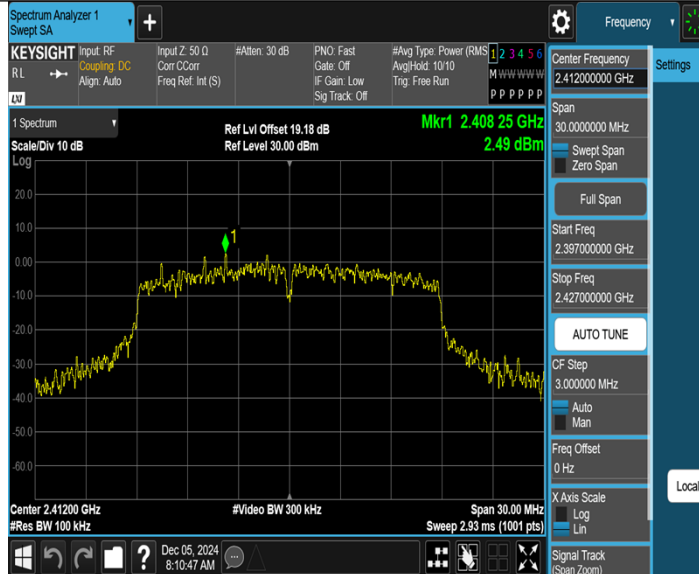 Spectrum Analyzer 1
Swept SA
Frequency
KEYSIGHT
RL
LXI
Input: RF
Coupling: DC
Align: Auto
Input Z: 50 Ω
Corr CCorr
Freq Ref: Int (S)
#Atten: 30 dB
PNO: Fast
Gate: Off
IF Gain: Low
Sig Track: Off
#Avg Type: Power (RMS
Avg|Hold: 10/10
Trig: Free Run
1 2 3 4 5 6
M W W W W W
P P P P P P
1 Spectrum
Scale/Div 10 dB
Log
Ref Lvl Offset 19.18 dB
Ref Level 30.00 dBm
Mkr1 2.408 25 GHz
2.49 dBm
1
20.0
10.0
0.00
-10.0
-20.0
-30.0
-40.0
-50.0
-60.0
Center 2.41200 GHz
#Res BW 100 kHz
#Video BW 300 kHz
Span 30.00 MHz
Sweep 2.93 ms (1001 pts)
Dec 05, 2024
8:10:47 AM
Center Frequency
2.412000000 GHz
Span
30.0000000 MHz
Swept Span
Zero Span
Full Span
Start Freq
2.397000000 GHz
Stop Freq
2.427000000 GHz
AUTO TUNE
CF Step
3.000000 MHz
Auto
Man
Freq Offset
0 Hz
X Axis Scale
Log
Lin
Signal Track
(Span Zoom)
Settings
Local